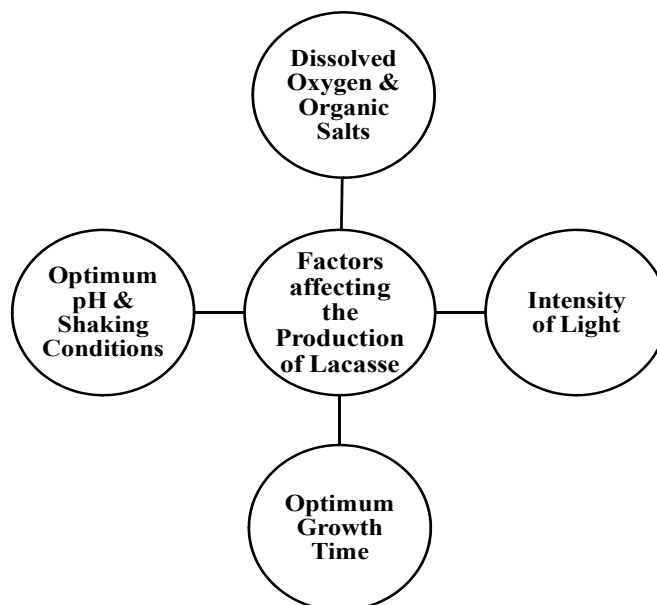 Dissolved
Oxygen &
Organic
Salts
Optimum
pH &
Shaking
Conditions
Factors
affecting
the
Production
of Lacasse
Intensity
of Light
Optimum
Growth
Time